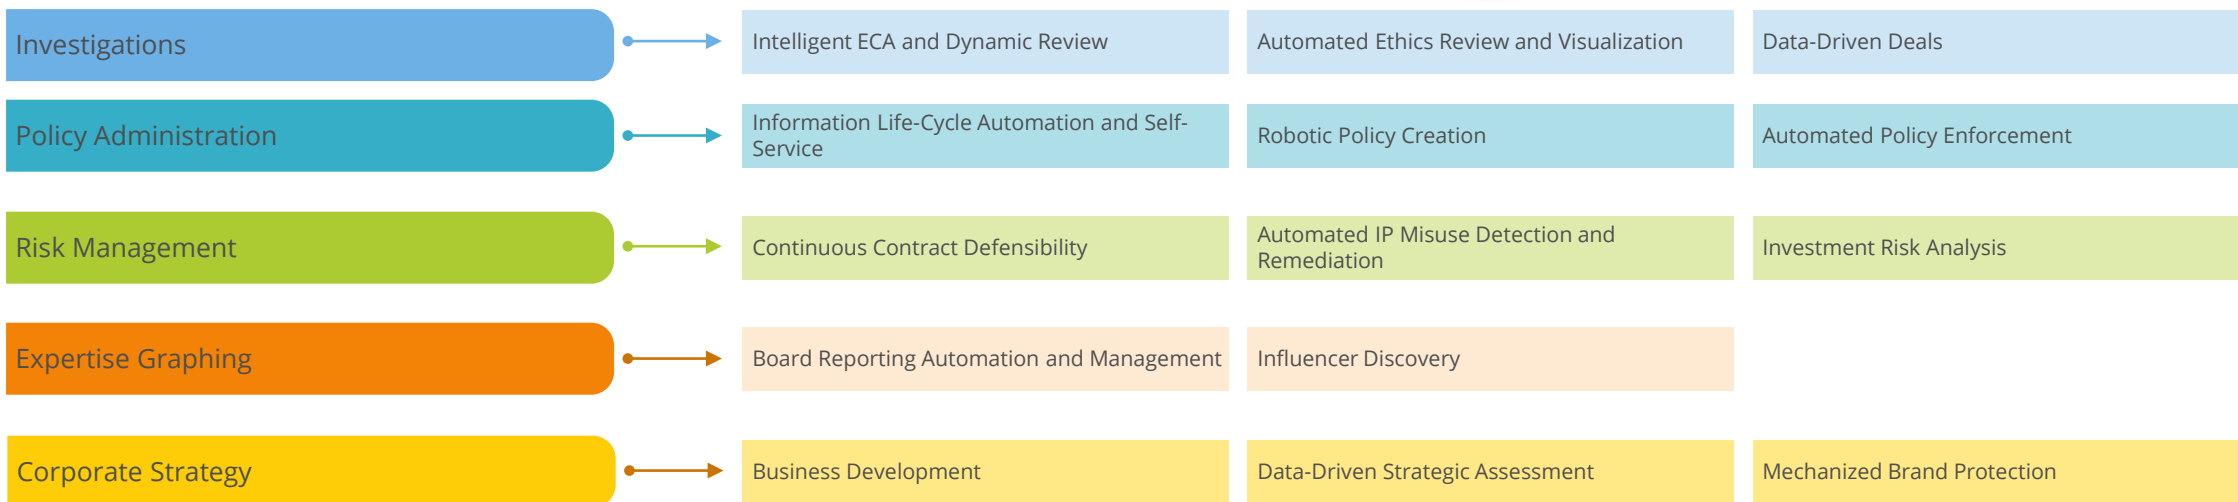 Investigations
Intelligent ECA and Dynamic Review
Automated Ethics Review and Visualization
Data-Driven Deals
Policy Administration
Information Life-Cycle Automation and Self-
Service
Robotic Policy Creation
Automated Policy Enforcement
Risk Management
Continuous Contract Defensibility
Automated IP Misuse Detection and
Remediation
Investment Risk Analysis
Expertise Graphing
Board Reporting Automation and Management
Influencer Discovery
Corporate Strategy
Business Development
Data-Driven Strategic Assessment
Mechanized Brand Protection